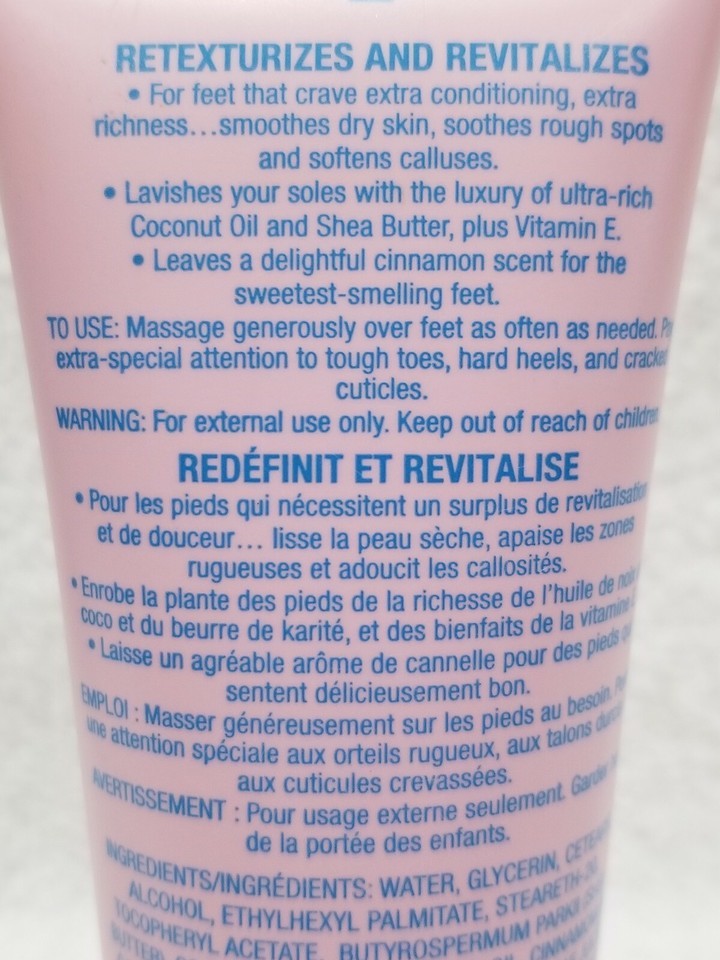 RETEXTURIZES AND REVITALIZES
• For feet that crave extra conditioning, extra
richness...smoothes dry skin, soothes rough spots
and softens calluses.
• Lavishes your soles with the luxury of ultra-rich
Coconut Oil and Shea Butter, plus Vitamin E.
• Leaves a delightful cinnamon scent for the
sweetest-smelling feet.
TO USE: Massage generously over feet as often as needed.
extra-special attention to tough toes, hard heels, and cracked
cuticles.
WARNING: For external use only. Keep out of reach of children.
REDÉFINIT ET REVITALISE
• Pour les pieds qui nécessitent un surplus de revitalisation
et de douceur... lisse la peau sèche, apaise les zones
rugueuses et adoucit les callosités.
• Enrobe la plante des pieds de la richesse de l'huile de
coco et du beurre de karité, et des bienfaits de la vitamine
• Laisse un agréable arôme de cannelle pour des pieds
sentent délicieusement bon.
EMPLOI : Masser généreusement sur les pieds au besoin.
une attention spéciale aux orteils rugueux, aux talons
aux cuticules crevassées.
AVERTISSEMENT : Pour usage externe seulement. Garder
de la portée des enfants.
INGREDIENTS/INGRÉDIENTS: WATER, GLYCERIN,
ALCOHOL, ETHYLHEXYL PALMITATE,
TOCOPHERYL ACETATE, BUTYROSPERMUM